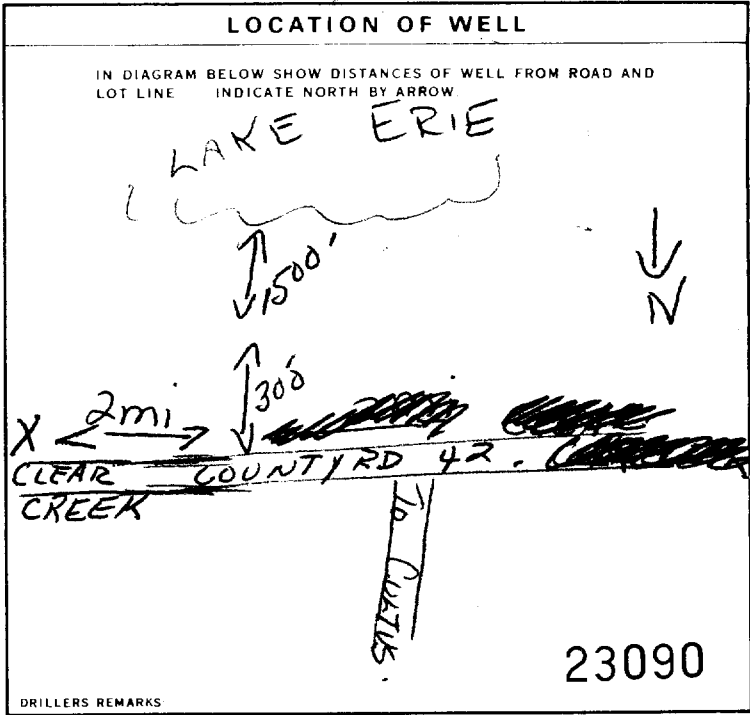 LOCATION OF WELL
IN DIAGRAM BELOW SHOW DISTANCES OF WELL FROM ROAD AND
LOT LINE INDICATE NORTH BY ARROW.
LAKE ERIE
1500'
N
300'
2mi
X
CLEAR COUNTY RD 42.
CREEK
To CULTUS.
23090
DRILLERS REMARKS